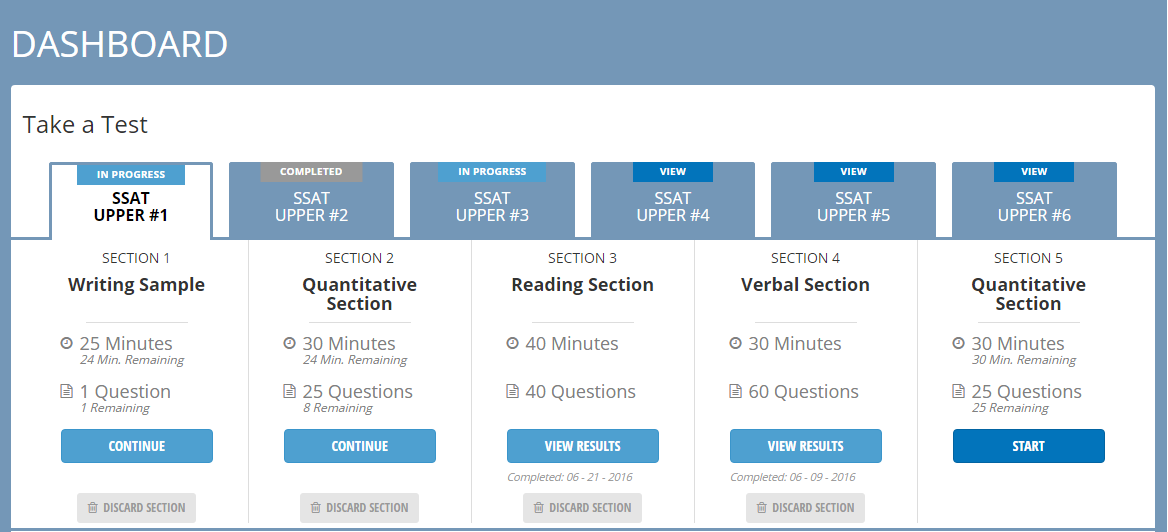 DASHBOARD
Take a Test
IN PROGRESS
SSAT
UPPER #1
COMPLETED
SSAT
UPPER #2
IN PROGRESS
SSAT
UPPER #3
VIEW
SSAT
UPPER #4
VIEW
SSAT
UPPER #5
VIEW
SSAT
UPPER #6
SECTION 1
Writing Sample
25 Minutes
24 Min. Remaining
1 Question
1 Remaining
CONTINUE
DISCARD SECTION
SECTION 2
Quantitative
Section
30 Minutes
24 Min. Remaining
25 Questions
8 Remaining
CONTINUE
DISCARD SECTION
SECTION 3
Reading Section
40 Minutes
40 Questions
VIEW RESULTS
Completed: 06 - 21 - 2016
DISCARD SECTION
SECTION 4
Verbal Section
30 Minutes
60 Questions
VIEW RESULTS
Completed: 06 - 09 - 2016
DISCARD SECTION
SECTION 5
Quantitative
Section
30 Minutes
30 Min. Remaining
25 Questions
25 Remaining
START